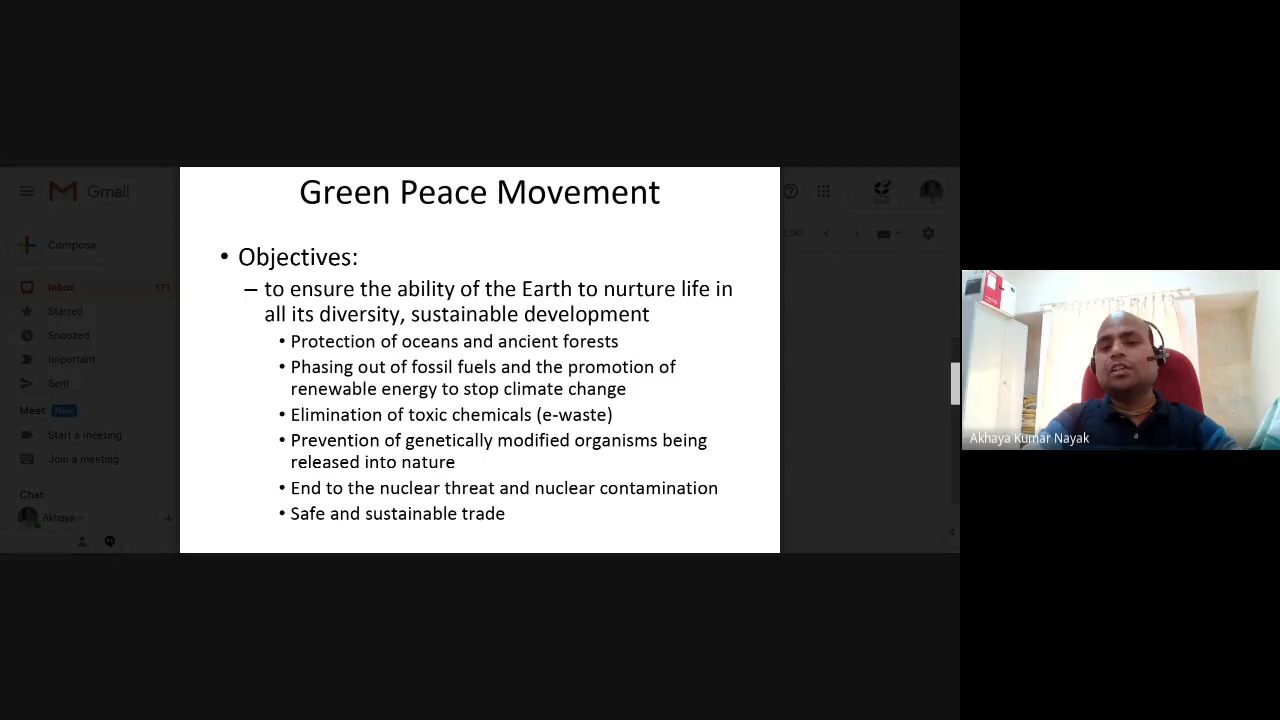 Green Peace Movement
Gmail
Compose
• Objectives:
2,387
Inbox 171
– to ensure the ability of the Earth to nurture life in
Starred
all its diversity, sustainable development
Snoozed
• Protection of oceans and ancient forests
Important
• Phasing out of fossil fuels and the promotion of
Sent
renewable energy to stop climate change
Meet New
• Elimination of toxic chemicals (e-waste)
Start a meeting
• Prevention of genetically modified organisms being
Join a meeting
released into nature
Chat
• End to the nuclear threat and nuclear contamination
Akhaya
• Safe and sustainable trade
Akhaya Kumar Nayak